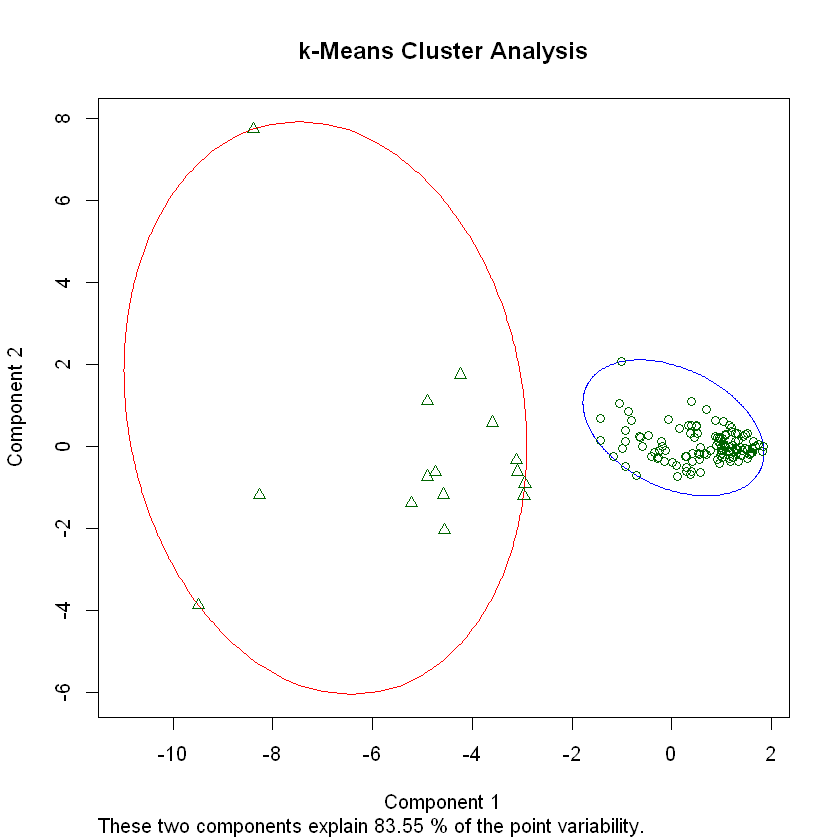 k-Means Cluster Analysis
8
6
4
2
0
-2
-4
-6
Component 2
-10 -8 -6 -4 -2 0 2
Component 1
These two components explain 83.55 % of the point variability.